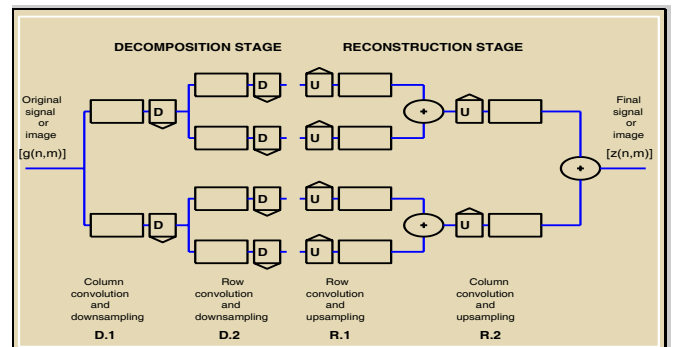 DECOMPOSITION STAGE
RECONSTRUCTION STAGE
Original
signal
or
image
[g(n,m)]
D
D
U
+
U
D
U
Final
signal
or
image
[z(n,m)]
+
D
D
U
+
U
D
U
Column
convolution
and
downsampling
D.1
Row
convolution
and
downsampling
D.2
Row
convolution
and
upsampling
R.1
Column
convolution
and
upsampling
R.2